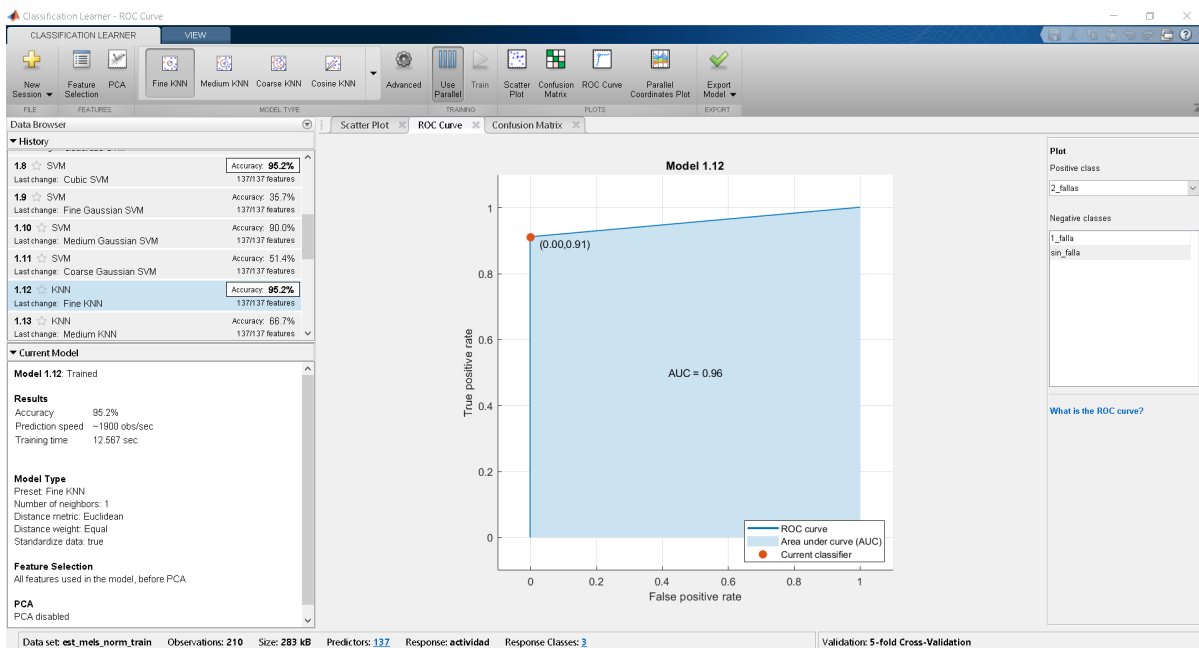 Classification Learner - ROC Curve
CLASSIFICATION LEARNER VIEW
New Session
Feature Selection
PCA
Fine KNN
Medium KNN
Coarse KNN
Cosine KNN
Advanced
Use Parallel
Train
Scatter Plot
Confusion Matrix
ROC Curve
Parallel Coordinates Plot
Export Model
FILE FEATURES MODEL TYPE TRAINING PLOTS EXPORT
Data Browser
History
1.8 SVM Accuracy: 95.2%
Last change: Cubic SVM 137/137 features
1.9 SVM Accuracy: 35.7%
Last change: Fine Gaussian SVM 137/137 features
1.10 SVM Accuracy: 90.0%
Last change: Medium Gaussian SVM 137/137 features
1.11 SVM Accuracy: 51.4%
Last change: Coarse Gaussian SVM 137/137 features
1.12 KNN Accuracy: 95.2%
Last change: Fine KNN 137/137 features
1.13 KNN Accuracy: 66.7%
Last change: Medium KNN 137/137 features
Current Model
Model 1.12: Trained
Results
Accuracy 95.2%
Prediction speed ~1900 obs/sec
Training time 12.567 sec
Model Type
Preset: Fine KNN
Number of neighbors: 1
Distance metric: Euclidean
Distance weight: Equal
Standardize data: true
Feature Selection
All features used in the model, before PCA
PCA
PCA disabled
Scatter Plot ROC Curve Confusion Matrix
Model 1.12
True positive rate
1
0.8
0.6
0.4
0.2
0
(0.00,0.91)
AUC = 0.96
ROC curve
Area under curve (AUC)
Current classifier
0 0.2 0.4 0.6 0.8 1
False positive rate
Plot
Positive class
2_fallas
Negative classes
1_falla
sin_falla
What is the ROC curve?
Data set: est_mels_norm_train Observations: 210 Size: 283 kB Predictors: 137 Response: actividad Response Classes: 3 Validation: 5-fold Cross-Validation